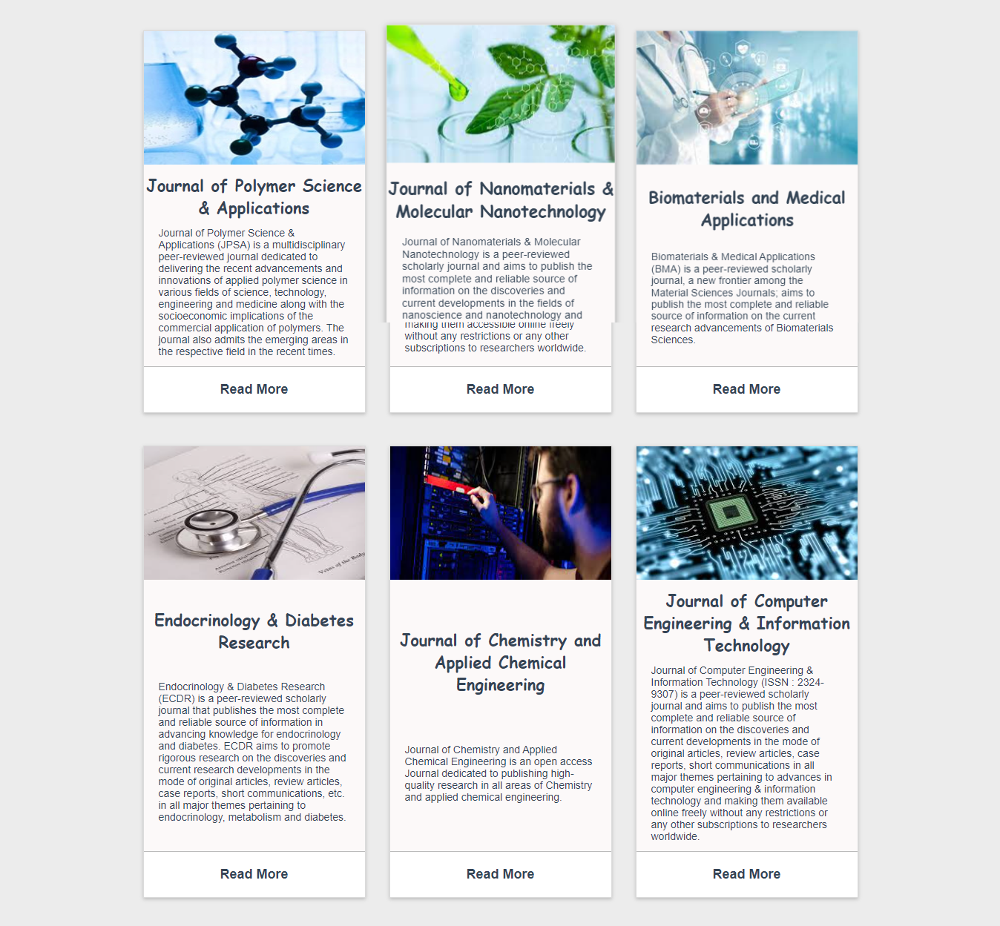 Journal of Polymer Science
& Applications
Journal of Polymer Science &
Applications (JPSA) is a multidisciplinary
peer-reviewed journal dedicated to
delivering the recent advancements and
innovations of applied polymer science in
various fields of science, technology,
engineering and medicine along with the
socioeconomic implications of the
commercial application of polymers. The
journal also admits the emerging areas in
the respective field in the recent times.
Read More
Journal of Nanomaterials &
Molecular Nanotechnology
Journal of Nanomaterials & Molecular
Nanotechnology is a peer-reviewed
scholarly journal and aims to publish the
most complete and reliable source of
information on the discoveries and
current developments in the fields of
nanoscience and nanotechnology and
making them accessible online freely
without any restrictions or any other
subscriptions to researchers worldwide.
Read More
Biomaterials and Medical
Applications
Biomaterials & Medical Applications
(BMA) is a peer-reviewed scholarly
journal, a new frontier among the
Material Sciences Journals; aims to
publish the most complete and reliable
source of information on the current
research advancements of Biomaterials
Sciences.
Read More
Veins of the Body
Endocrinology & Diabetes
Research
Endocrinology & Diabetes Research
(ECDR) is a peer-reviewed scholarly
journal that publishes the most complete
and reliable source of information in
advancing knowledge for endocrinology
and diabetes. ECDR aims to promote
rigorous research on the discoveries and
current research developments in the
mode of original articles, review articles,
case reports, short communications, etc.
in all major themes pertaining to
endocrinology, metabolism and diabetes.
Read More
Journal of Chemistry and
Applied Chemical
Engineering
Journal of Chemistry and Applied
Chemical Engineering is an open access
Journal dedicated to publishing high-
quality research in all areas of Chemistry
and applied chemical engineering.
Read More
Journal of Computer
Engineering & Information
Technology
Journal of Computer Engineering &
Information Technology (ISSN : 2324-
9307) is a peer-reviewed scholarly
journal and aims to publish the most
complete and reliable source of
information on the discoveries and
current developments in the mode of
original articles, review articles, case
reports, short communications in all
major themes pertaining to advances in
computer engineering & information
technology and making them available
online freely without any restrictions or
any other subscriptions to researchers
worldwide.
Read More